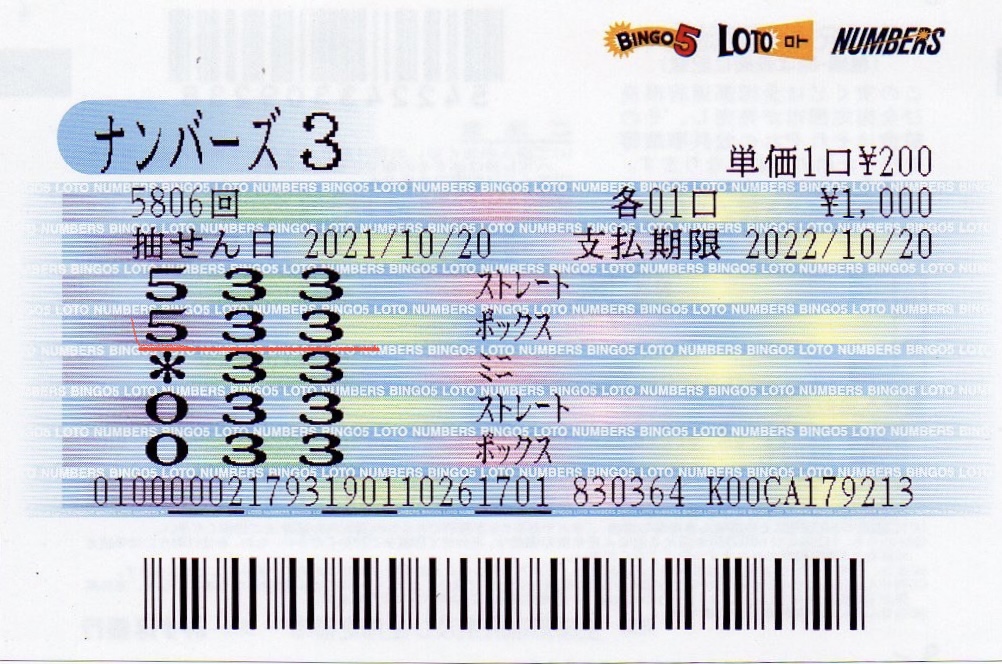 BINGO5 LOTO ロト NUMBERS
ナンバーズ 3
単価1口¥200
5806回 各01口 ¥1,000
抽せん日 2021/10/20 支払期限 2022/10/20
5 3 3 ストレート
5 3 3 ボックス
* 3 3 ミニ
0 3 3 ストレート
0 3 3 ボックス
010000021793190110261701 830364 K00CA179213